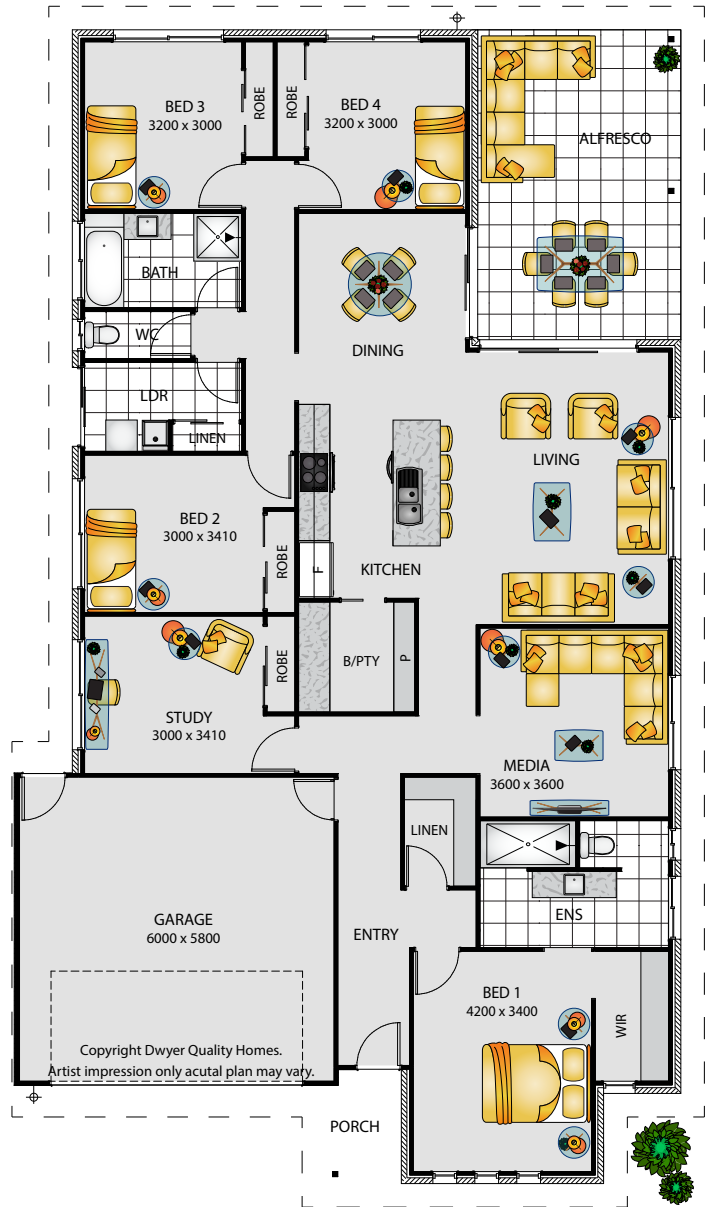 BED 3
3200 x 3000
ROBE
ROBE
BED 4
3200 x 3000
ALFRESCO
BATH
WC
DINING
LDR
LINEN
LIVING
BED 2
3000 x 3410
ROBE
F
KITCHEN
B/PTY
P
ROBE
STUDY
3000 x 3410
MEDIA
3600 x 3600
LINEN
GARAGE
6000 x 5800
ENTRY
ENS
BED 1
4200 x 3400
WIR
Copyright Dwyer Quality Homes.
Artist impression only acutal plan may vary.
PORCH